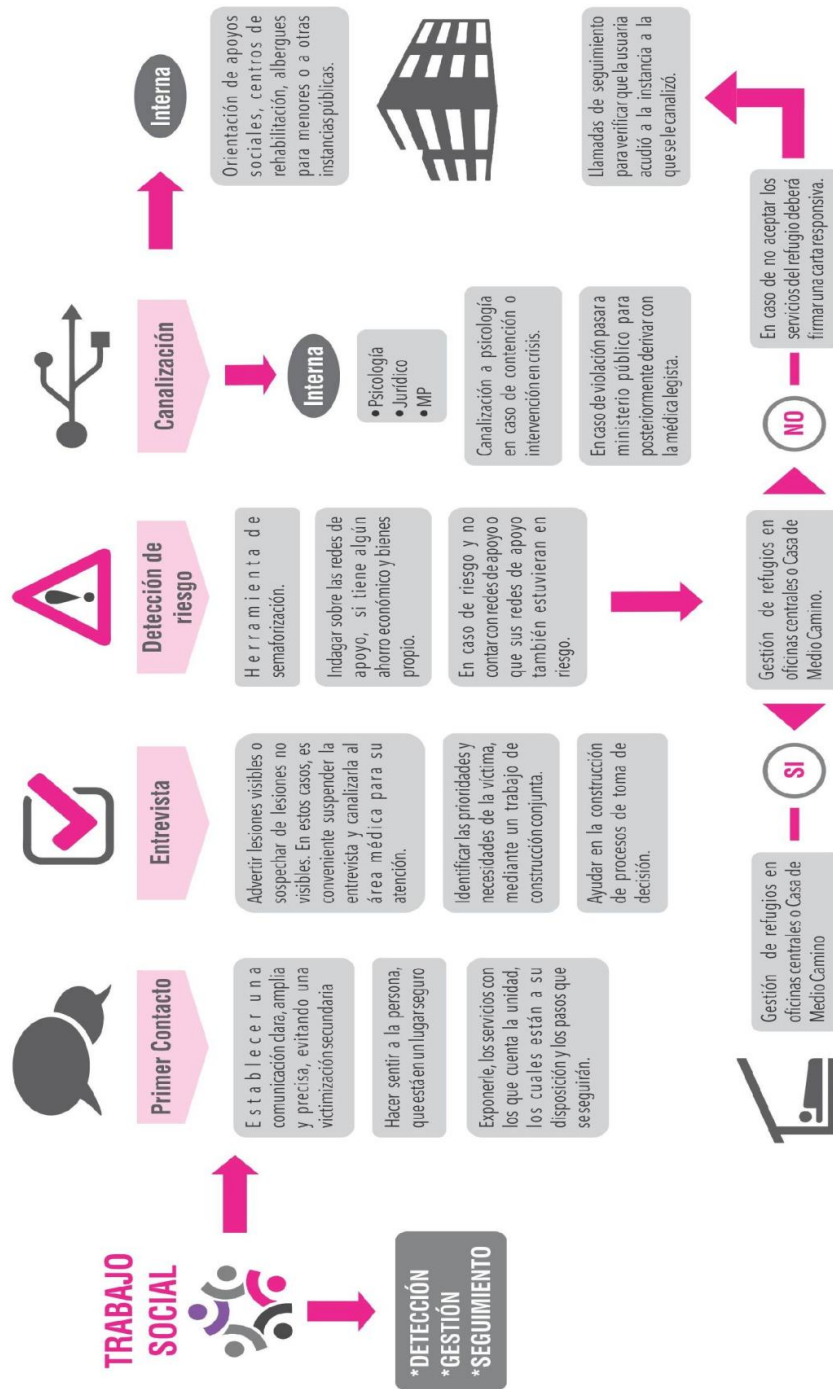 TRABAJO
SOCIAL
*DETECCIÓN
*GESTIÓN
*SEGUIMIENTO
Primer Contacto
Establecer una
comunicación clara, amplia
y precisa, evitando una
victimización secundaria
Hacer sentir a la persona,
que está en un lugar seguro
Exponerle, los servicios con
los que cuenta la unidad,
los cuales están a su
disposición y los pasos que
se seguirán.
Entrevista
Advertir lesiones visibles o
sospechar de lesiones no
visibles. En estos casos, es
conveniente suspender la
entrevista y canalizarla al
área médica para su
atención.
Identificar las prioridades y
necesidades de la víctima,
mediante un trabajo de
construcción conjunta.
Ayudar en la construcción
de procesos de toma de
decisión.
Detección de
riesgo
Herramienta de
semaforización.
Indagar sobre las redes de
apoyo, si tiene algún
ahorro económico y bienes
propio.
En caso de riesgo y no
contar con redes de apoyo o
que sus redes de apoyo
también estuvieran en
riesgo.
Canalización
Interna
• Psicología
• Jurídico
• MP
Canalización a psicología
en caso de contención o
intervención en crisis.
En caso de violación pasar a
ministerio público para
posteriormente derivar con
la médica legista.
Interna
Orientación de apoyos
sociales, centros de
rehabilitación, albergues
para menores o a otras
instancias públicas.
Llamadas de seguimiento
para verificar que la usuaria
acudió a la instancia a la
que se le canalizó.
Gestión de refugios en
oficinas centrales o Casa de
Medio Camino
SI
Gestión de refugios en
oficinas centrales o Casa de
Medio Camino.
NO
En caso de no aceptar los
servicios del refugio deberá
firmar una carta responsiva.